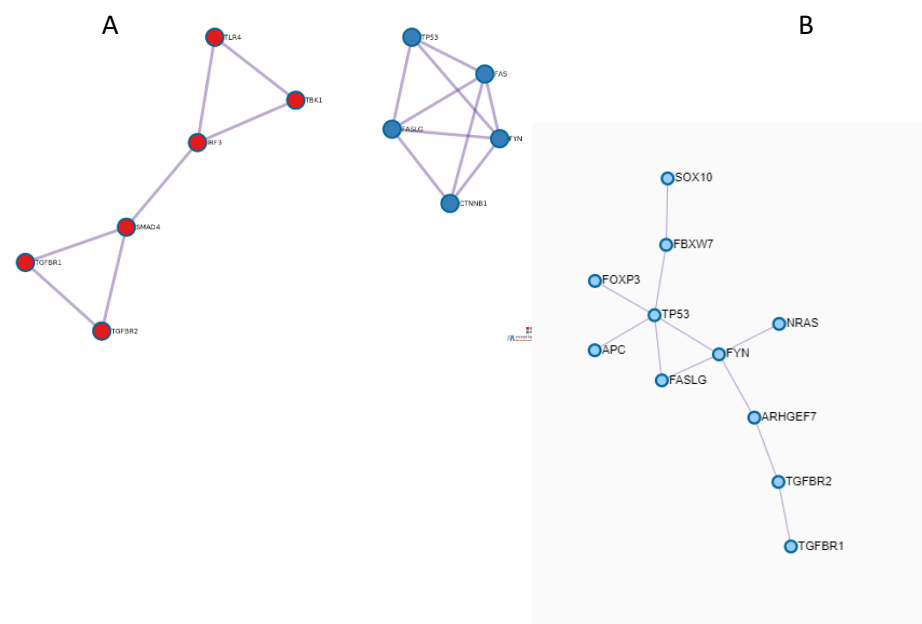 A
B
TLR4
TP53
FAS
TBK1
FASLG
FYN
IRF3
CTNNB1
SMAD4
TGFBR1
TGFBR2
SOX10
FBXW7
FOXP3
TP53
NRAS
APC
FYN
FASLG
ARHGEF7
TGFBR2
TGFBR1